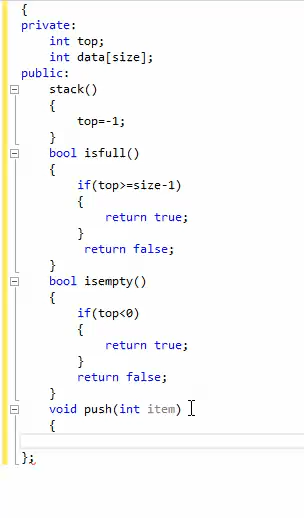 {
private:
    int top;
    int data[size];
public:
    stack()
    {
        top=-1;
    }
    bool isfull()
    {
        if(top>=size-1)
        {
            return true;
        }
         return false;
    }
    bool isempty()
    {
        if(top<0)
        {
            return true;
        }
        return false;
    }
    void push(int item)
    {
};